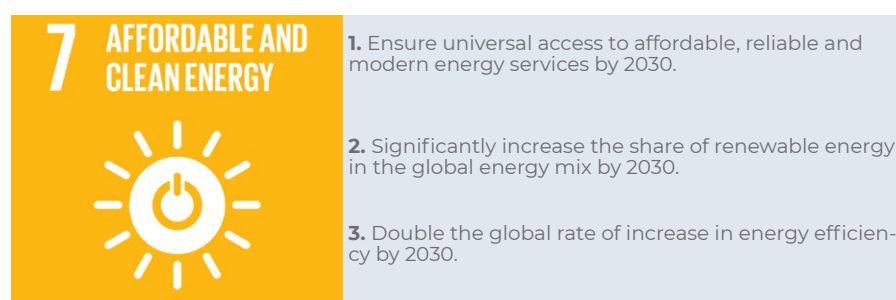 7 AFFORDABLE AND
CLEAN ENERGY
1. Ensure universal access to affordable, reliable and
modern energy services by 2030.
2. Significantly increase the share of renewable energy
in the global energy mix by 2030.
3. Double the global rate of increase in energy efficien-
cy by 2030.